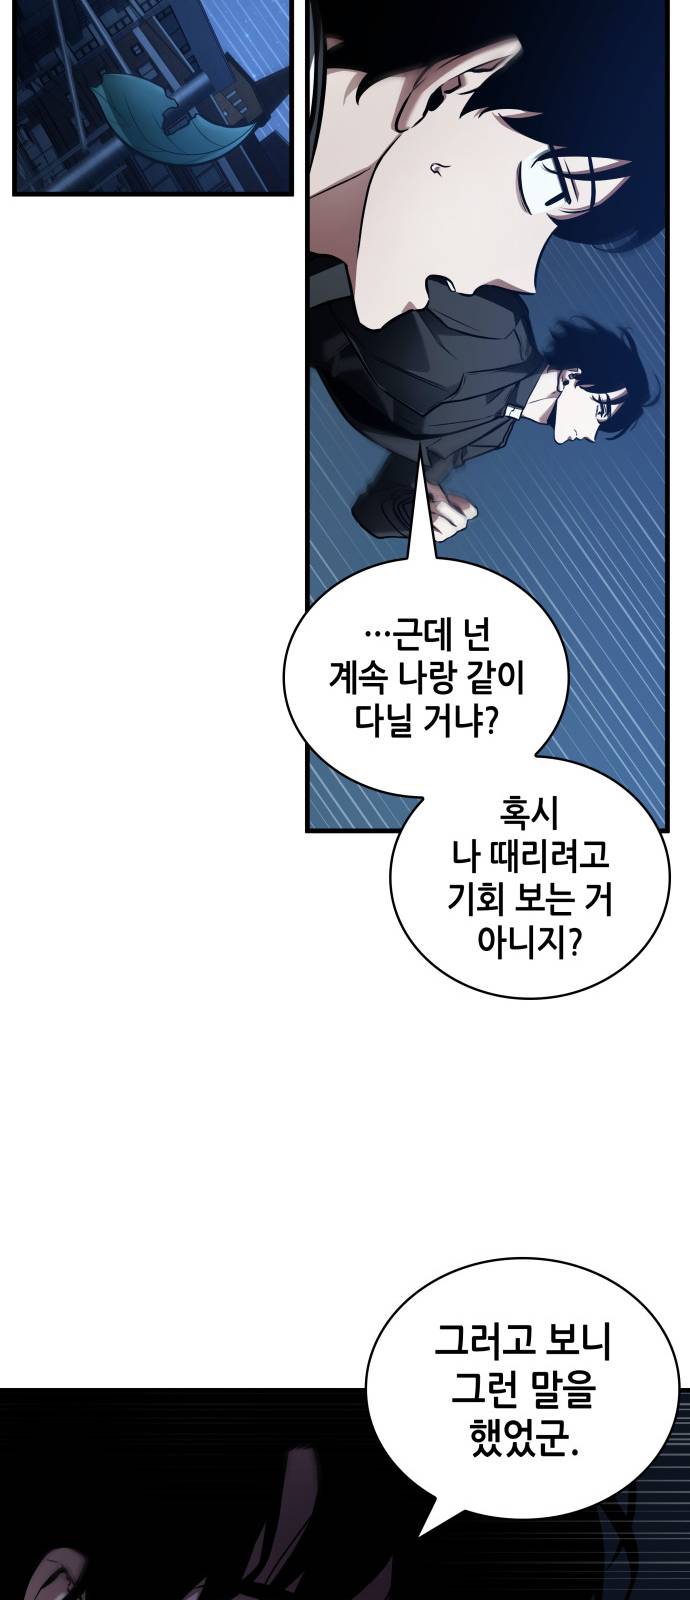 …근데 넌
계속 나랑 같이
다닐 거냐?
혹시
나 때리려고
기회 보는 거
아니지?
그러고 보니
그런 말을
했었군.